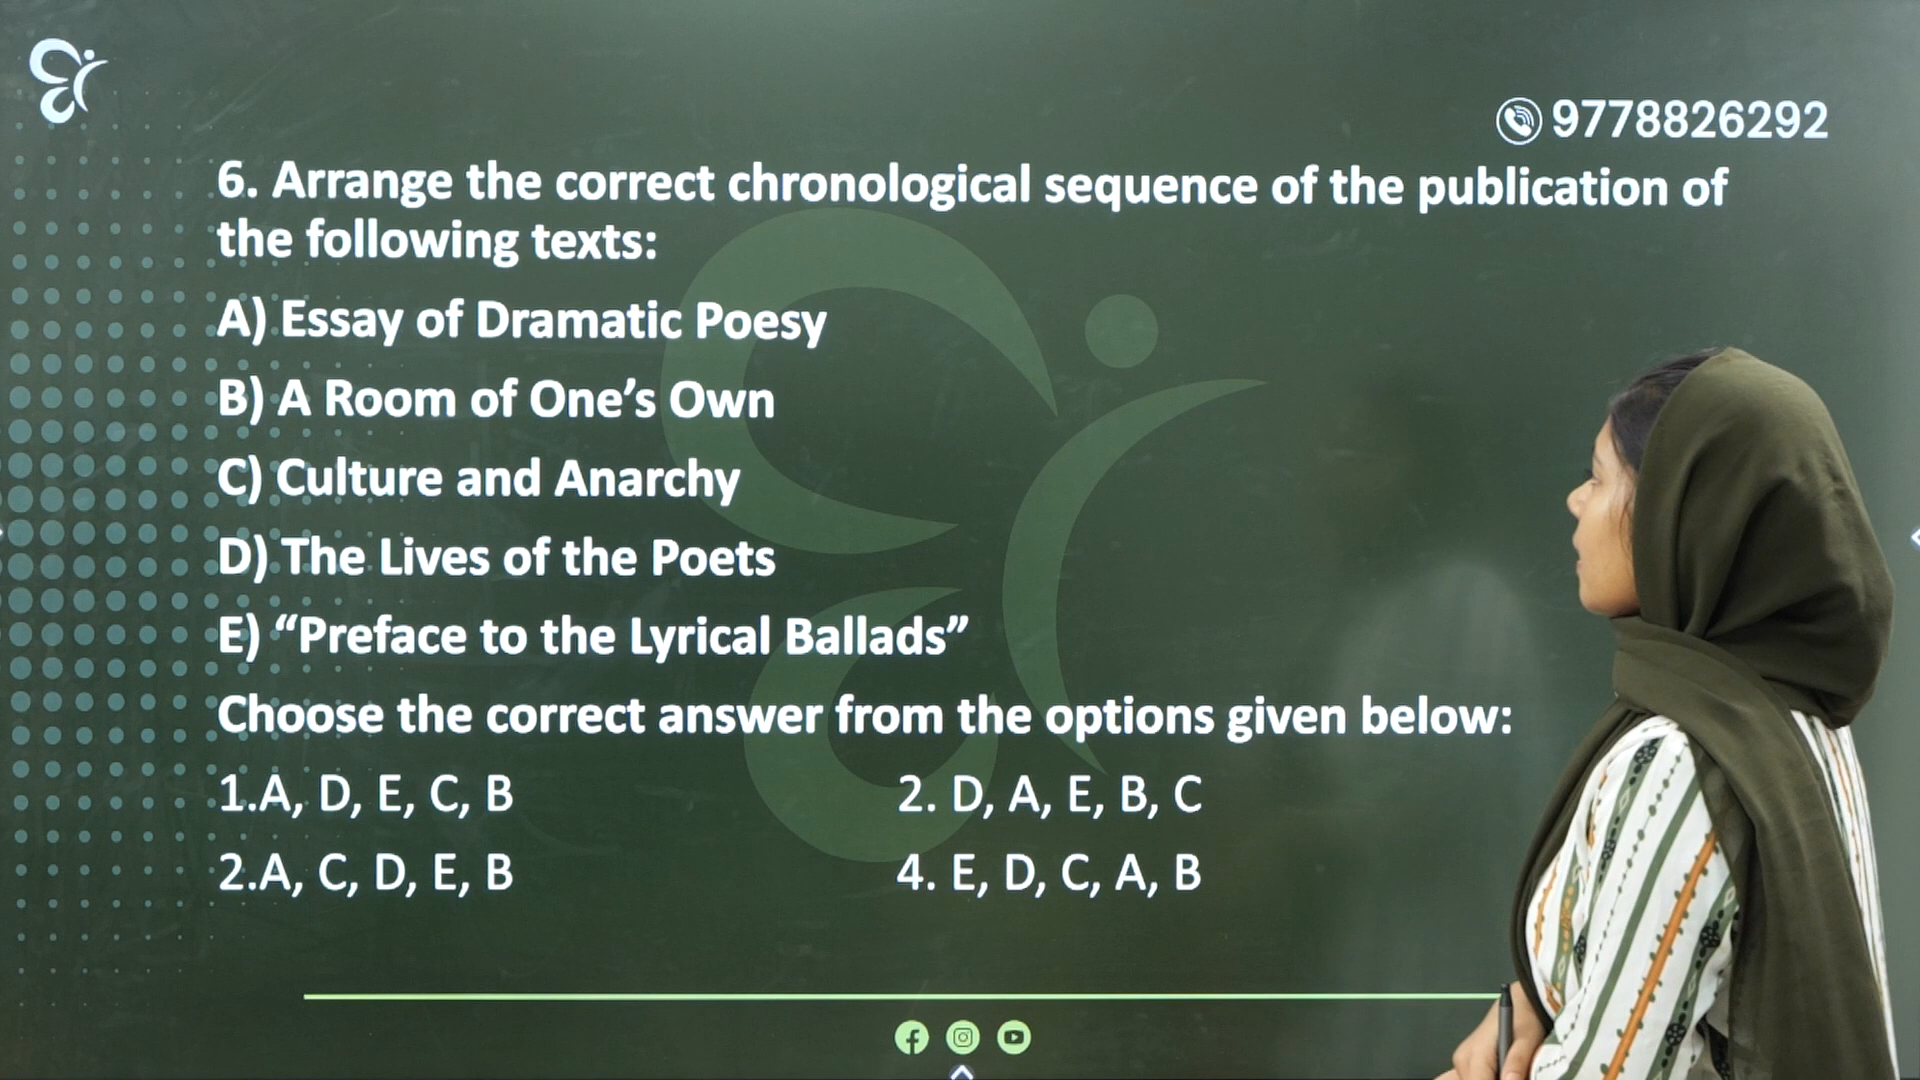 9778826292
6. Arrange the correct chronological sequence of the publication of
the following texts:
A) Essay of Dramatic Poesy
B) A Room of One’s Own
C) Culture and Anarchy
D) The Lives of the Poets
E) “Preface to the Lyrical Ballads”
Choose the correct answer from the options given below:
1.A, D, E, C, B
2. D, A, E, B, C
2.A, C, D, E, B
4. E, D, C, A, B